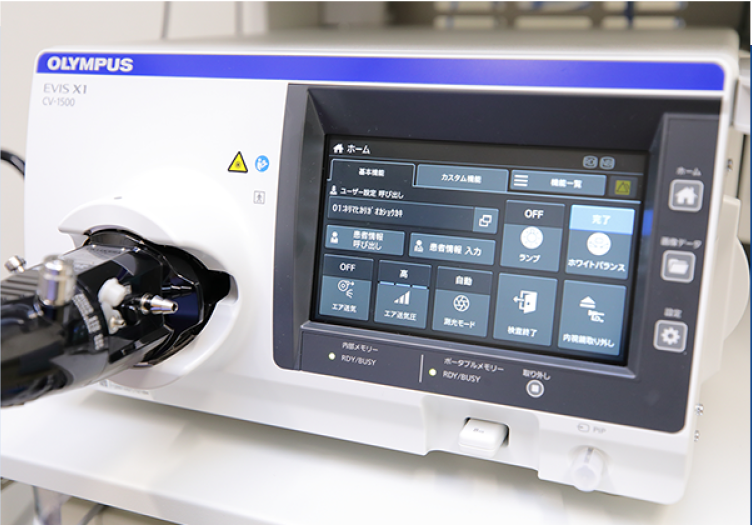 OLYMPUS
EVIS X1
CV-1500
ホーム
基本機能
カスタム機能
機能一覧
ユーザー設定 呼び出し
患者情報
呼び出し
患者情報 入力
OFF
ランプ
完了
ホワイトバランス
OFF
エア送気
高
エア送気圧
自動
測光モード
検査終了
内視鏡取り外し
ホーム
画像データ
設定
内部メモリー
RDY/BUSY
ポータブルメモリー
RDY/BUSY
取り外し
PIP